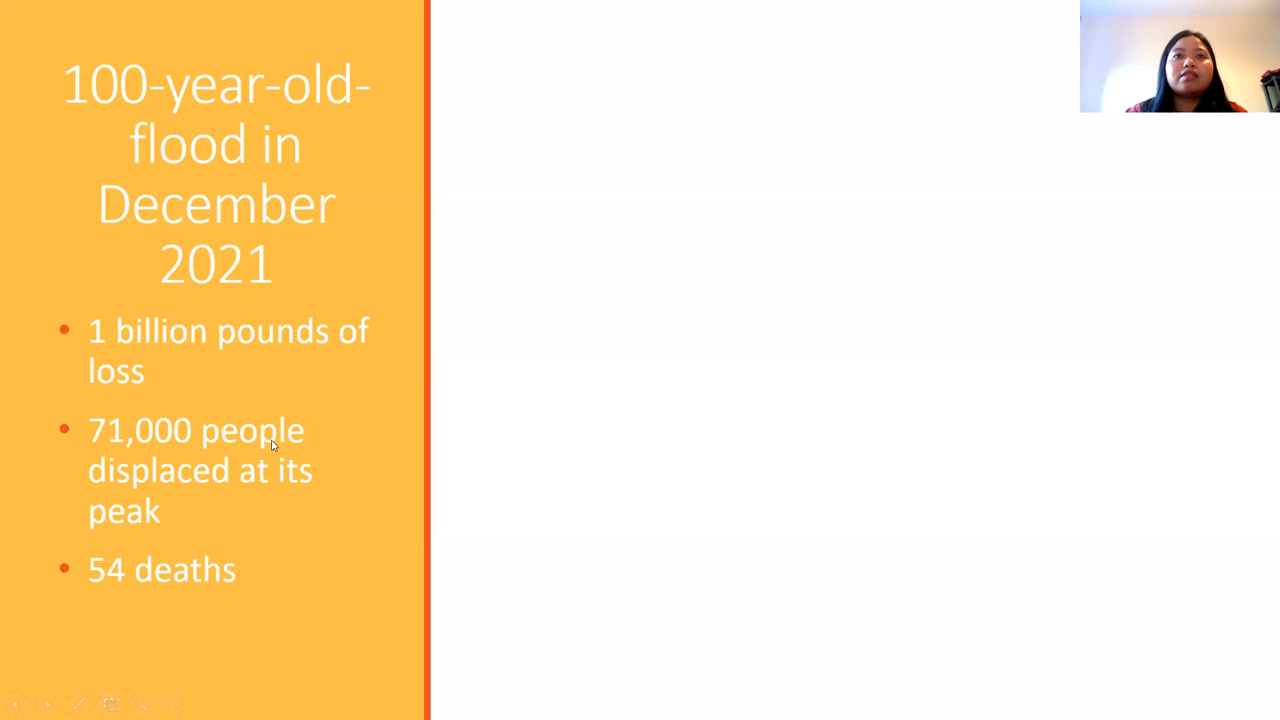 100-year-old-
flood in
December
2021
• 1 billion pounds of
loss
• 71,000 people
displaced at its
peak
• 54 deaths